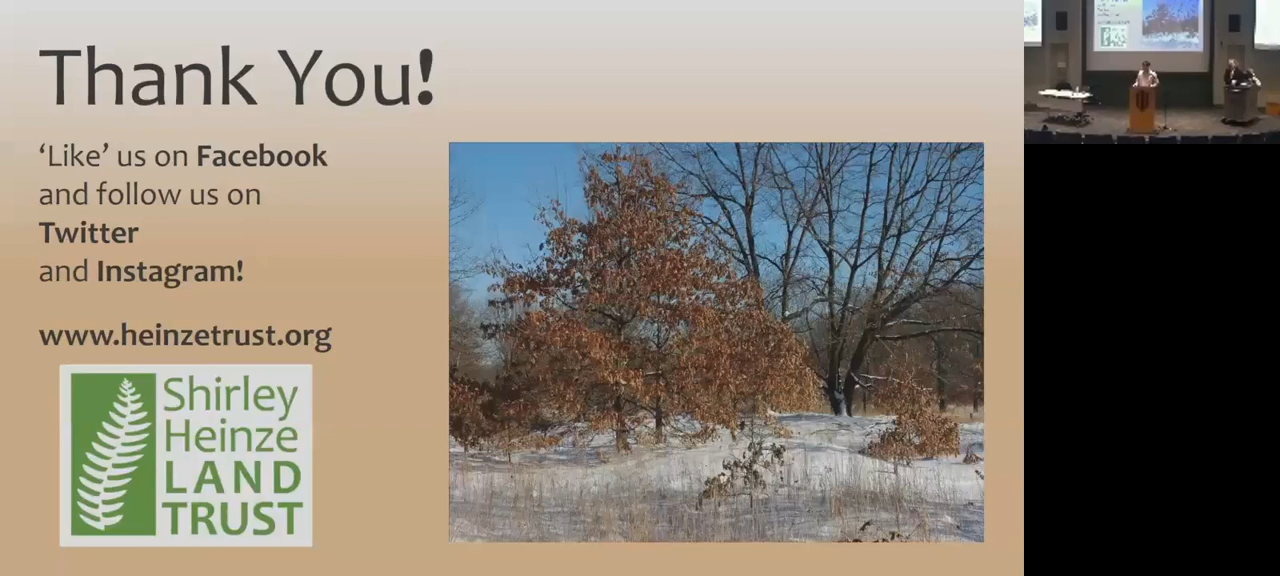 Thank You!
‘Like’ us on Facebook
and follow us on
Twitter
and Instagram!
www.heinzetrust.org
Shirley
Heinze
LAND
TRUST